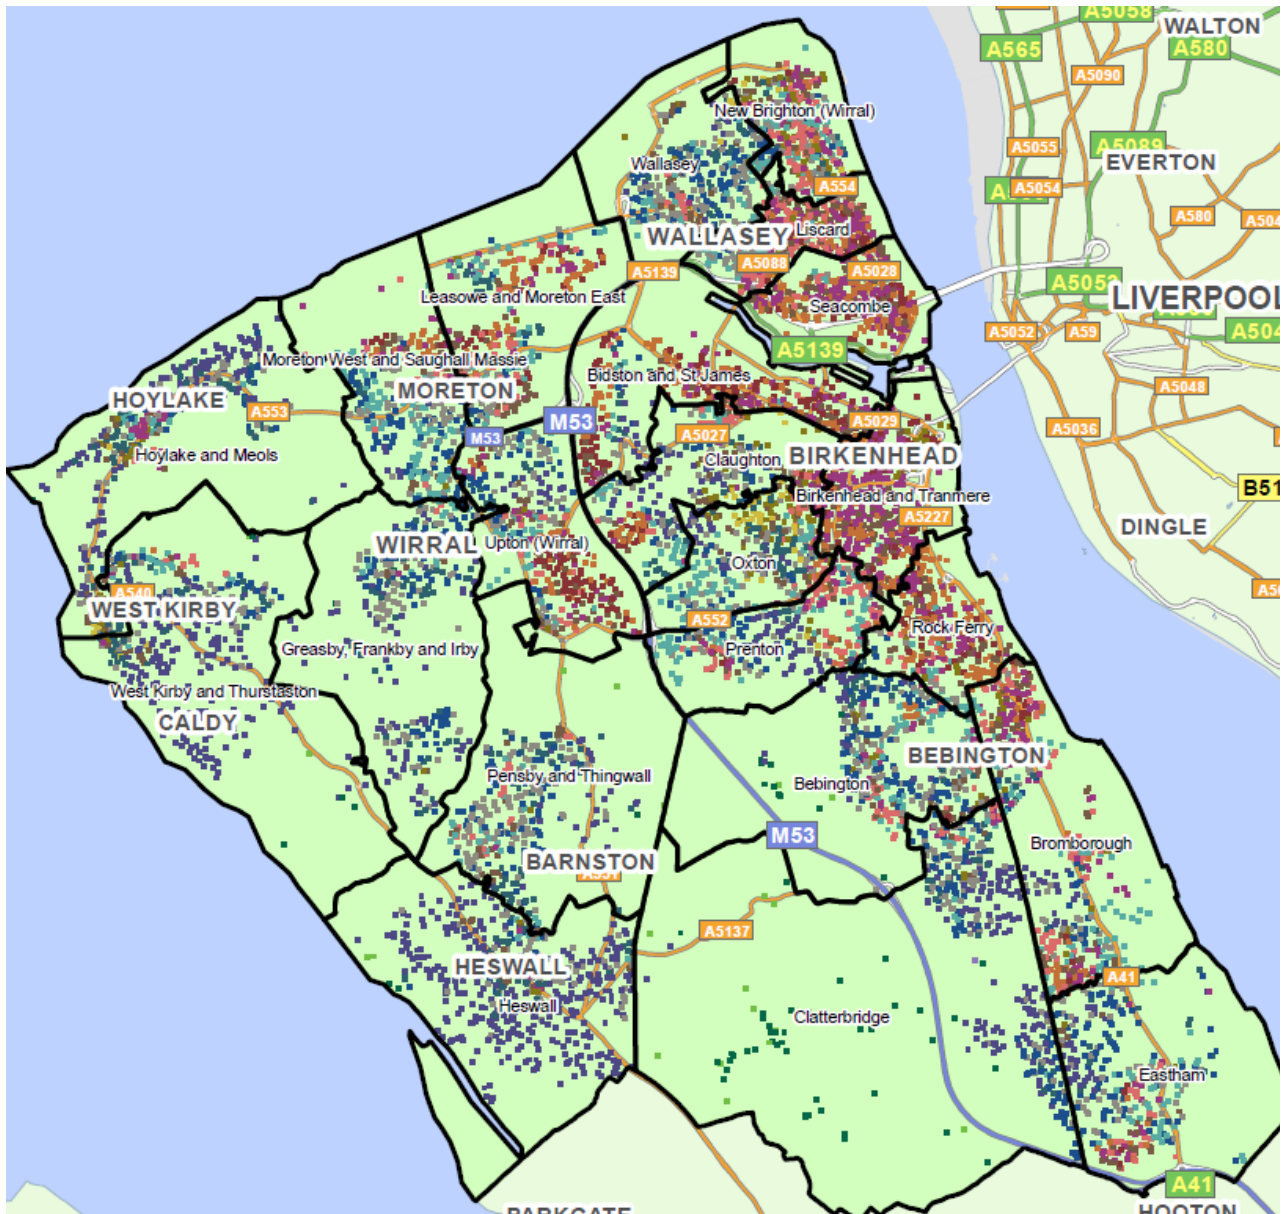 A5058
WALTON
A565
A580
A5090
New Brighton (Wirral)
A5055
A5089
EVERTON
Wallasey
A554
A5054
A580
WALLASEY
Liscard
A5139
A5088
A5028
Leasowe and Moreton East
Seacombe
LIVERPOOL
A5052
A59
A5139
Moreton West and Saughall Massie
Bidston and St James
MORETON
HOYLAKE
A553
A5048
M53
M53
A5027
A5029
A5036
Hoylake and Meols
Claughton
BIRKENHEAD
Birkenhead and Tranmere
A5227
DINGLE
WIRRAL
Upton (Wirral)
Oxton
A540
WEST KIRBY
A552
Rock Ferry
Greasby, Frankby and Irby
Prenton
West Kirby and Thurstaston
CALDY
BEBINGTON
Pensby and Thingwall
Bebington
M53
Bromborough
BARNSTON
A5137
HESWALL
A41
Heswall
Clatterbridge
Eastham
A41